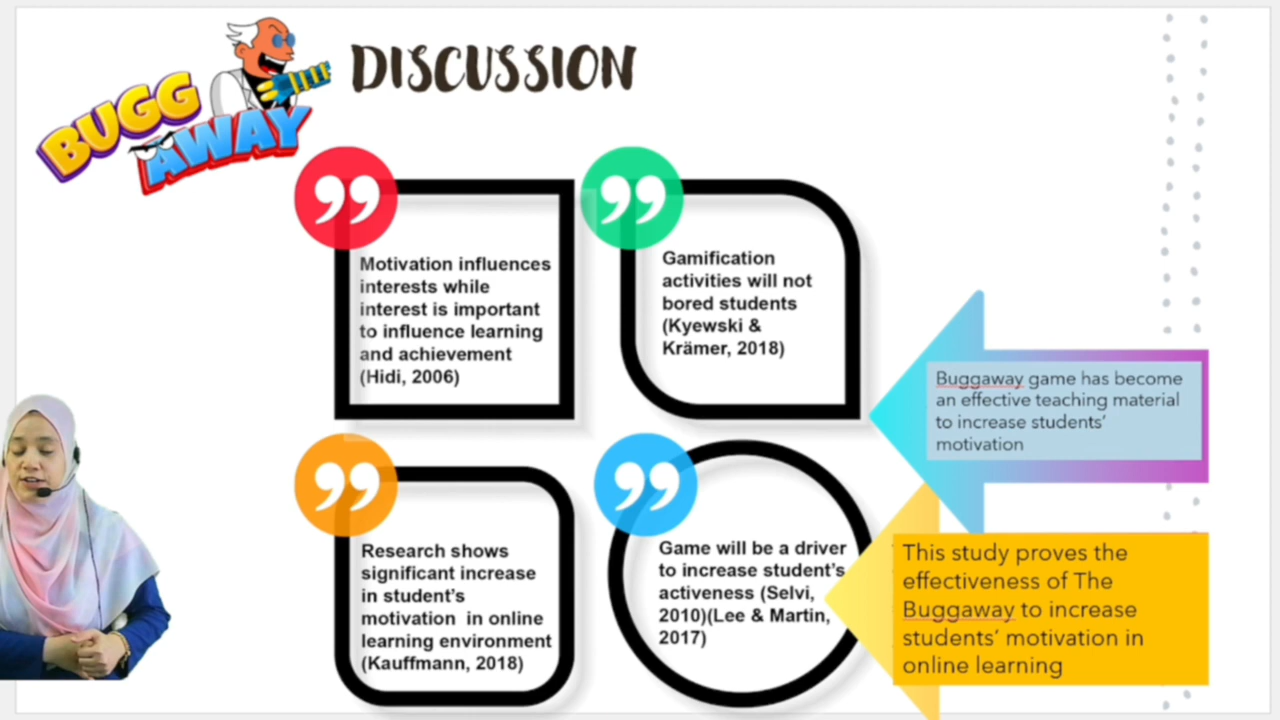 BUGG
AWAY
DISCUSSION
Motivation influences
interests while
interest is important
to influence learning
and achievement
(Hidi, 2006)
Gamification
activities will not
bored students
(Kyewski &
Krämer, 2018)
Buggaway game has become
an effective teaching material
to increase students'
motivation
Research shows
significant increase
in student's
motivation in online
learning environment
(Kauffmann, 2018)
Game will be a driver
to increase student's
activeness (Selvi,
2010)(Lee & Martin,
2017)
This study proves the
effectiveness of The
Buggaway to increase
students' motivation in
online learning